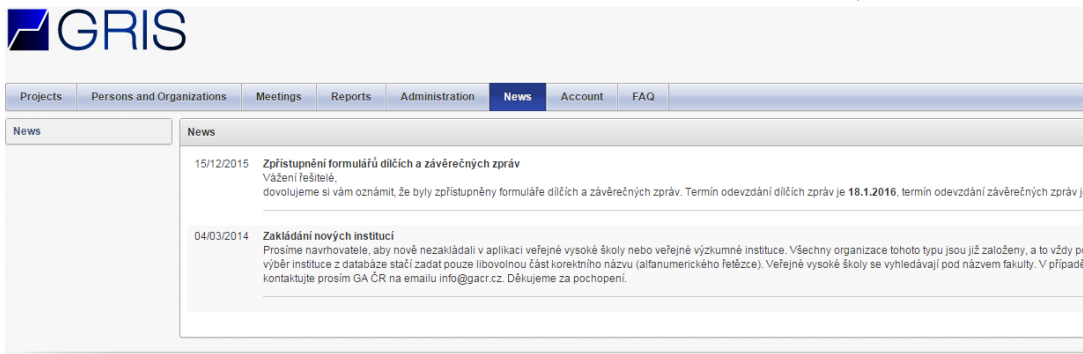 GRIS
Projects Persons and Organizations Meetings Reports Administration News Account FAQ
News
News
15/12/2015 Zpřístupnění formulářů dílčích a závěrečných zpráv
Vážení řešitelé,
dovolujeme si vám oznámit, že byly zpřístupněny formuláře dílčích a závěrečných zpráv. Termín odevzdání dílčích zpráv je 18.1.2016, termín odevzdání závěrečných zpráv
04/03/2014 Zakládání nových institucí
Prosíme navrhovatele, aby nově nezakládali v aplikaci veřejné vysoké školy nebo veřejné výzkumné instituce. Všechny organizace tohoto typu jsou již založeny, a to vždy
výběr instituce z databáze stačí zadat pouze libovolnou část korektního názvu (alfanumerického řetězce). Veřejné vysoké školy se vyhledávají pod názvem fakulty. V případě
kontaktujte prosím GA ČR na emailu info@gacr.cz. Děkujeme za pochopení.